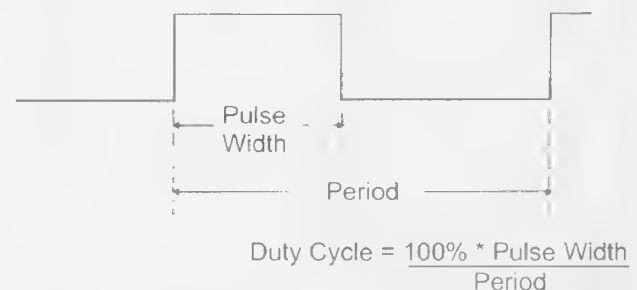 Pulse
Width
Period
Duty Cycle = 100% * Pulse Width
Period